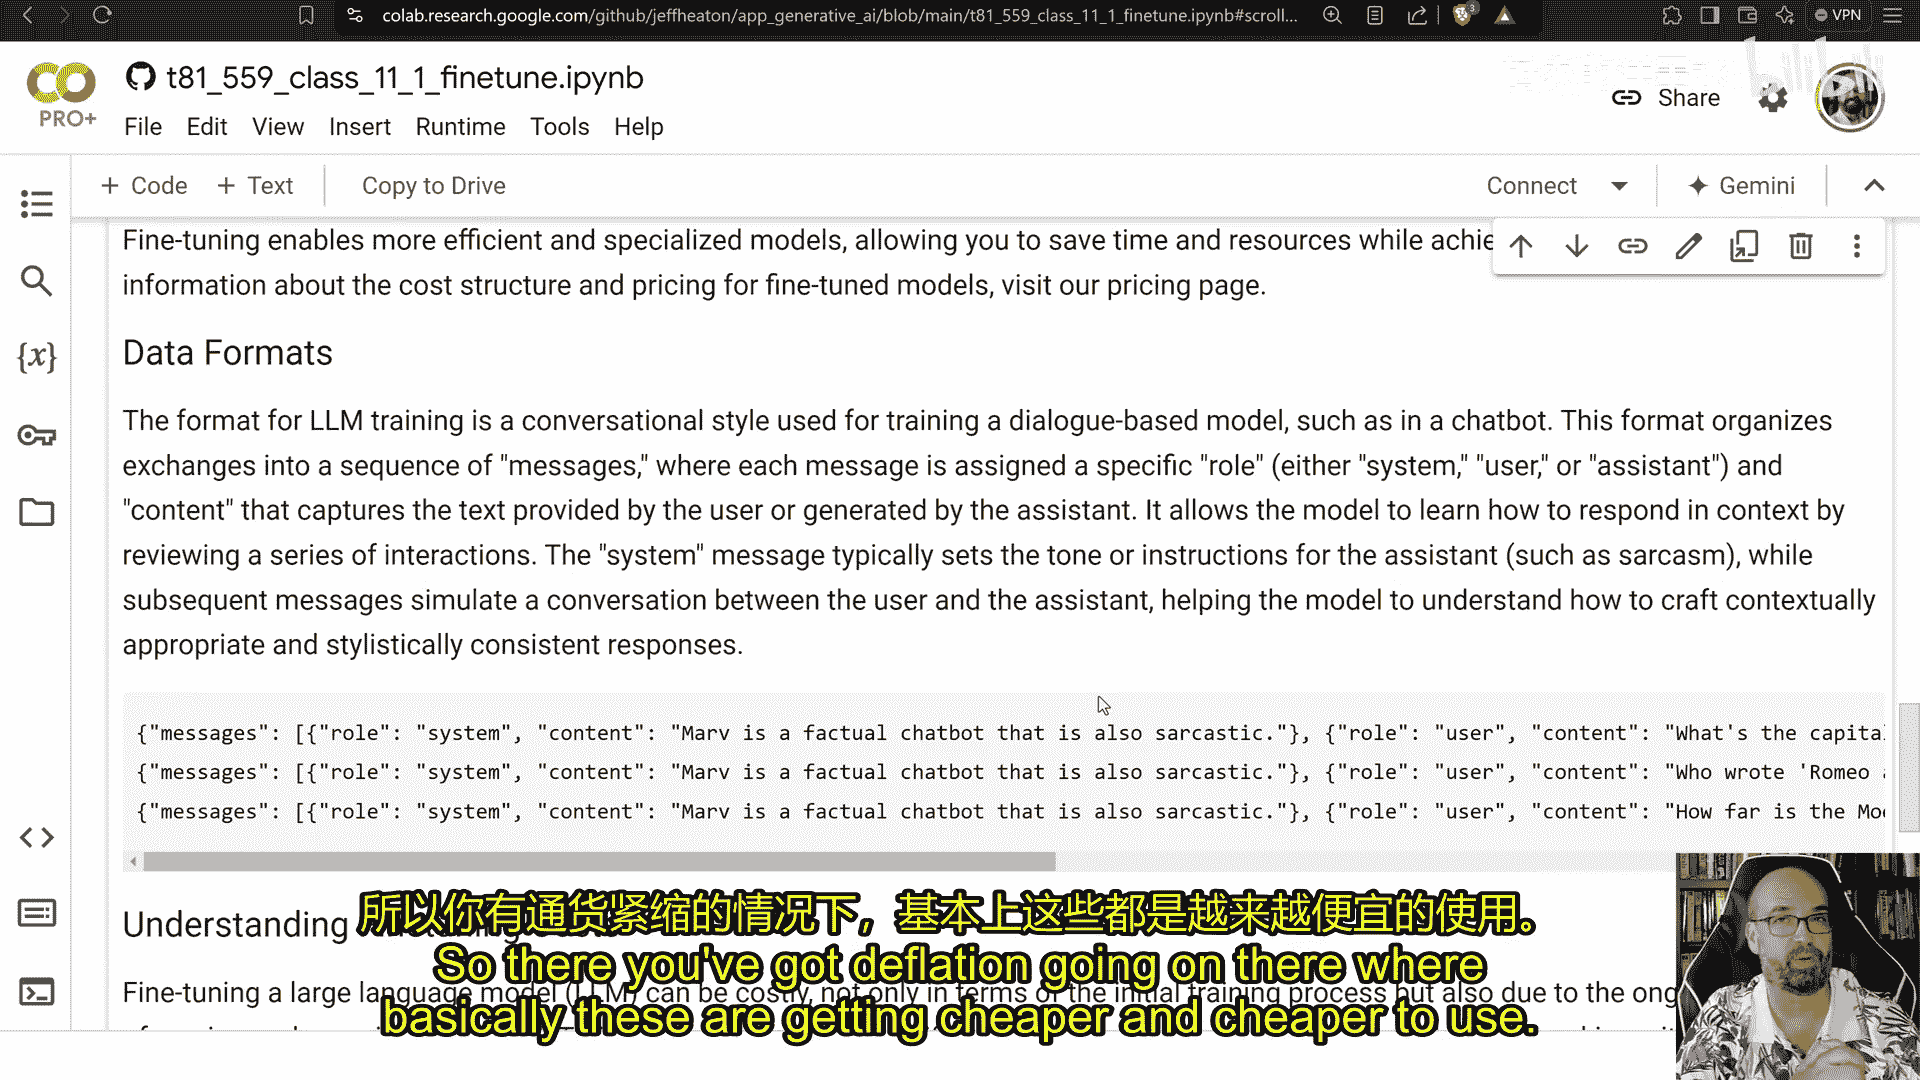 colab.research.google.com/github/jeffheaton/app_generative_ai/blob/main/t81_559_class_11_1_finetune.ipynb#scroll...
3
VPN
t81_559_class_11_1_finetune.ipynb
PRO+
File Edit View Insert Runtime Tools Help
Share
+ Code + Text Copy to Drive
Connect Gemini
Fine-tuning enables more efficient and specialized models, allowing you to save time and resources while achie
information about the cost structure and pricing for fine-tuned models, visit our pricing page.
Data Formats
The format for LLM training is a conversational style used for training a dialogue-based model, such as in a chatbot. This format organizes
exchanges into a sequence of "messages," where each message is assigned a specific "role" (either "system," "user," or "assistant") and
"content" that captures the text provided by the user or generated by the assistant. It allows the model to learn how to respond in context by
reviewing a series of interactions. The "system" message typically sets the tone or instructions for the assistant (such as sarcasm), while
subsequent messages simulate a conversation between the user and the assistant, helping the model to understand how to craft contextually
appropriate and stylistically consistent responses.
{"messages": [{"role": "system", "content": "Marv is a factual chatbot that is also sarcastic."}, {"role": "user", "content": "What's the capita
{"messages": [{"role": "system", "content": "Marv is a factual chatbot that is also sarcastic."}, {"role": "user", "content": "Who wrote 'Romeo
{"messages": [{"role": "system", "content": "Marv is a factual chatbot that is also sarcastic."}, {"role": "user", "content": "How far is the Moo
Understanding
所以你有通货紧缩的情况下，基本上这些都是越来越便宜的使用。
So there you've got deflation going on there where
basically these are getting cheaper and cheaper to use.
Fine-tuning a large language model (LLM) can be costly, not only in terms of the initial training process but also due to the ong